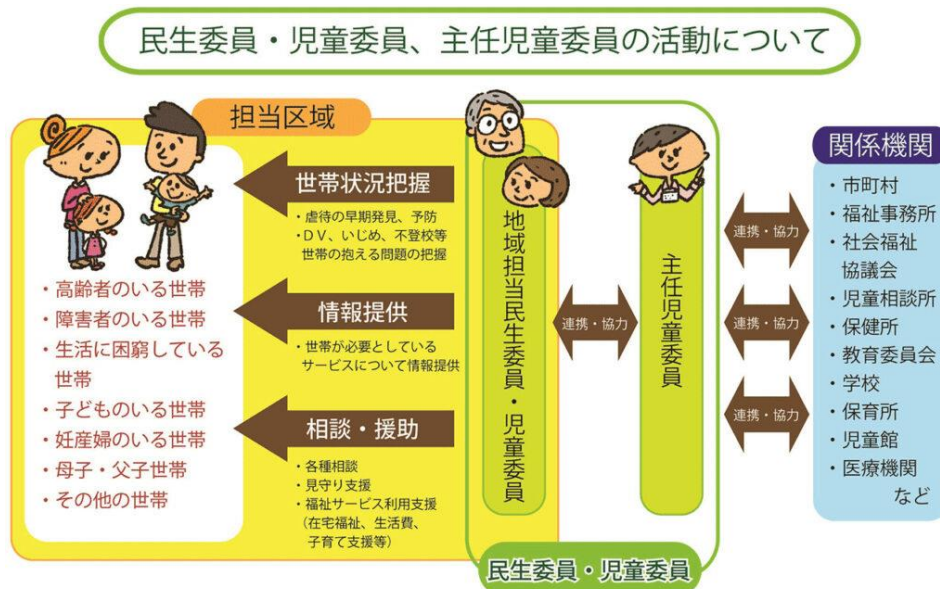 民生委員・児童委員、主任児童委員の活動について
担当区域
・高齢者のいる世帯
・障害者のいる世帯
・生活に困窮している
世帯
・子どものいる世帯
・妊産婦のいる世帯
・母子・父子世帯
・その他の世帯
世帯状況把握
・虐待の早期発見、予防
・DV、いじめ、不登校等
世帯の抱える問題の把握
情報提供
・世帯が必要としている
サービスについて情報提供
相談・援助
・各種相談
・見守り支援
・福祉サービス利用支援
(在宅福祉、生活費、
子育て支援等)
地域担当民生委員・児童委員
連携・協力
主任児童委員
民生委員・児童委員
連携・協力
連携・協力
連携・協力
関係機関
・市町村
・福祉事務所
・社会福祉
協議会
・児童相談所
・保健所
・教育委員会
・学校
・保育所
・児童館
・医療機関
など